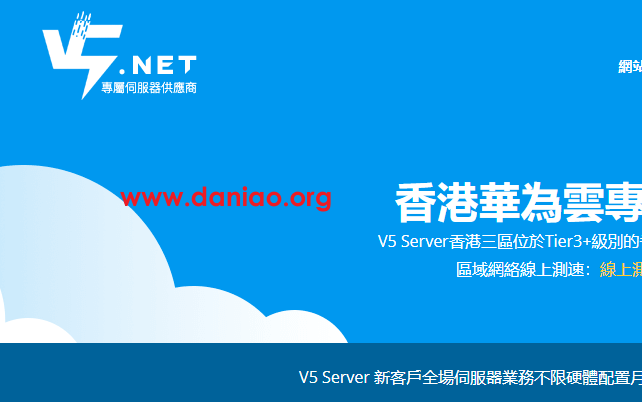 V5.NET
專屬伺服器供應商
網站
www.daniao.org
香港華為雲專
V5 Server香港三區位於Tier3+級別的
區域網絡線上測速：線上測
V5 Server 新客戶全場伺服器業務不限硬體配置月